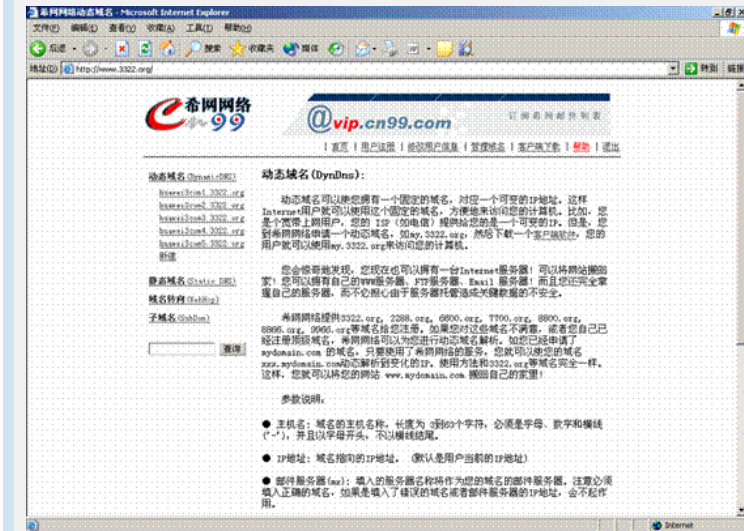 希网网络动态域名 - Microsoft Internet Explorer
文件(F) 编辑(E) 查看(V) 收藏(A) 工具(T) 帮助(H)
后退 搜索 收藏夹 媒体
地址(D) http://www.3322.org/ 转到 链接
希网网络
99
@vip.cn99.com
订阅希网邮件列表
| 首页 | 用户设置 | 修改用户信息 | 管理域名 | 客户端下载 | 帮助 | 退出
动态域名(DynamicDNS)
huawei3com1.3322.org
huawei3com2.3322.org
huawei3com3.3322.org
huawei3com4.3322.org
huawei3com5.3322.org
新建
静态域名(Static DNS)
域名转向(WebHop)
子域名(SubDom)
查询
动态域名(DynDns):
动态域名可以使您拥有一个固定的域名，对应一个可变的IP地址。这样
Internet用户就可以使用这个固定的域名，方便地来访问您的计算机。比如，您
是个宽带上网用户，您的 ISP (如电信) 提供给您的是一个可变的IP。但是，您
到希网网络申请一个动态域名，如my.3322.org，然后下载一个客户端软件，您的
用户就可以使用my.3322.org来访问您的计算机。
您会惊奇地发现，您现在也可以拥有一台Internet服务器！可以将网站搬回
家！您可以拥有自己的WWW服务器、FTP服务器、Email 服务器！而且您还完全掌
握自己的服务器，而不必担心由于服务器托管造成关键数据的不安全。
希网网络提供3322.org, 2288.org, 6600.org, 7700.org, 8800.org,
8866.org, 9966.org等域名给您注册。如果您对这些域名不满意，或者您自己已
经注册顶级域名，希网网络可以为您进行动态域名解析。如您已经申请了
mydomain.com 的域名，只要使用了希网网络的服务，您就可以使您的域名
xxx.mydomain.com动态解析到变化的IP。使用方法和3322.org等域名完全一样。
这样，您就可以将您的网站 www.mydomain.com 搬回自己的家里！
参数说明:
● 主机名: 域名的主机名称，长度为 3到63个字符，必须是字母、数字和横线
('-')，并且以字母开头，不以横线结尾。
● IP地址: 域名指向的IP地址。 (默认是用户当前的IP地址)
● 邮件服务器(mx): 填入的服务器名称将作为您的域名的邮件服务器。注意必须
填入正确的域名，如果是填入了错误的域名或者邮件服务器的IP地址，会不起作
用。
Internet